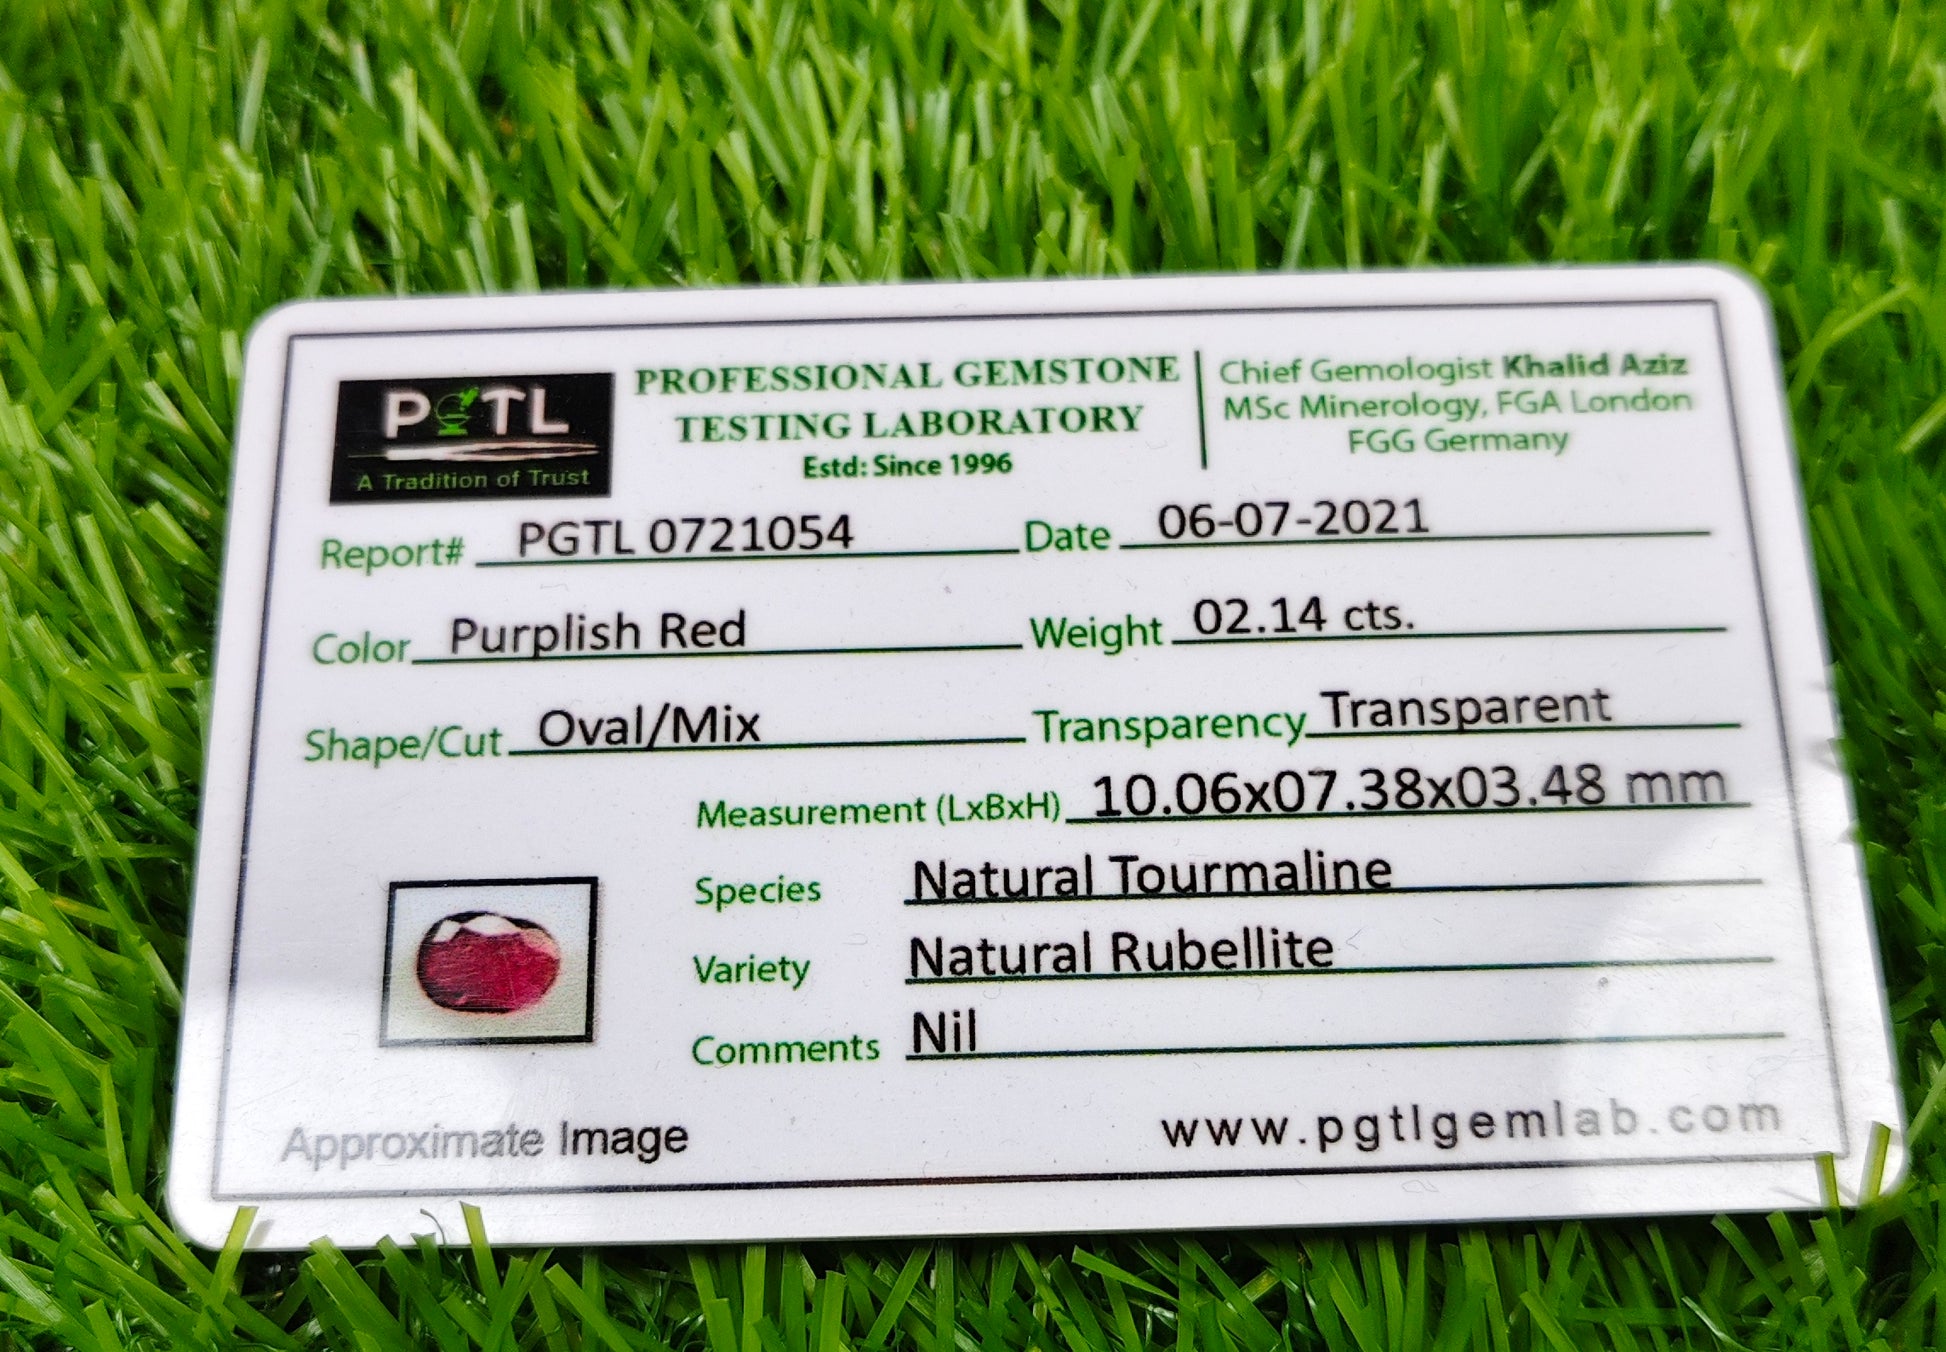 PGTL
A Tradition of Trust
PROFESSIONAL GEMSTONE
TESTING LABORATORY
Estd: Since 1996
Chief Gemologist Khalid Aziz
MSc Minerology, FGA London
FGG Germany
Report# PGTL 0721054 Date 06-07-2021
Color Purplish Red Weight 02.14 cts.
Shape/Cut Oval/Mix Transparency Transparent
Measurement (LxBxH) 10.06x07.38x03.48 mm
Species Natural Tourmaline
Variety Natural Rubellite
Comments Nil
Approximate Image
www.pgtlgemlab.com